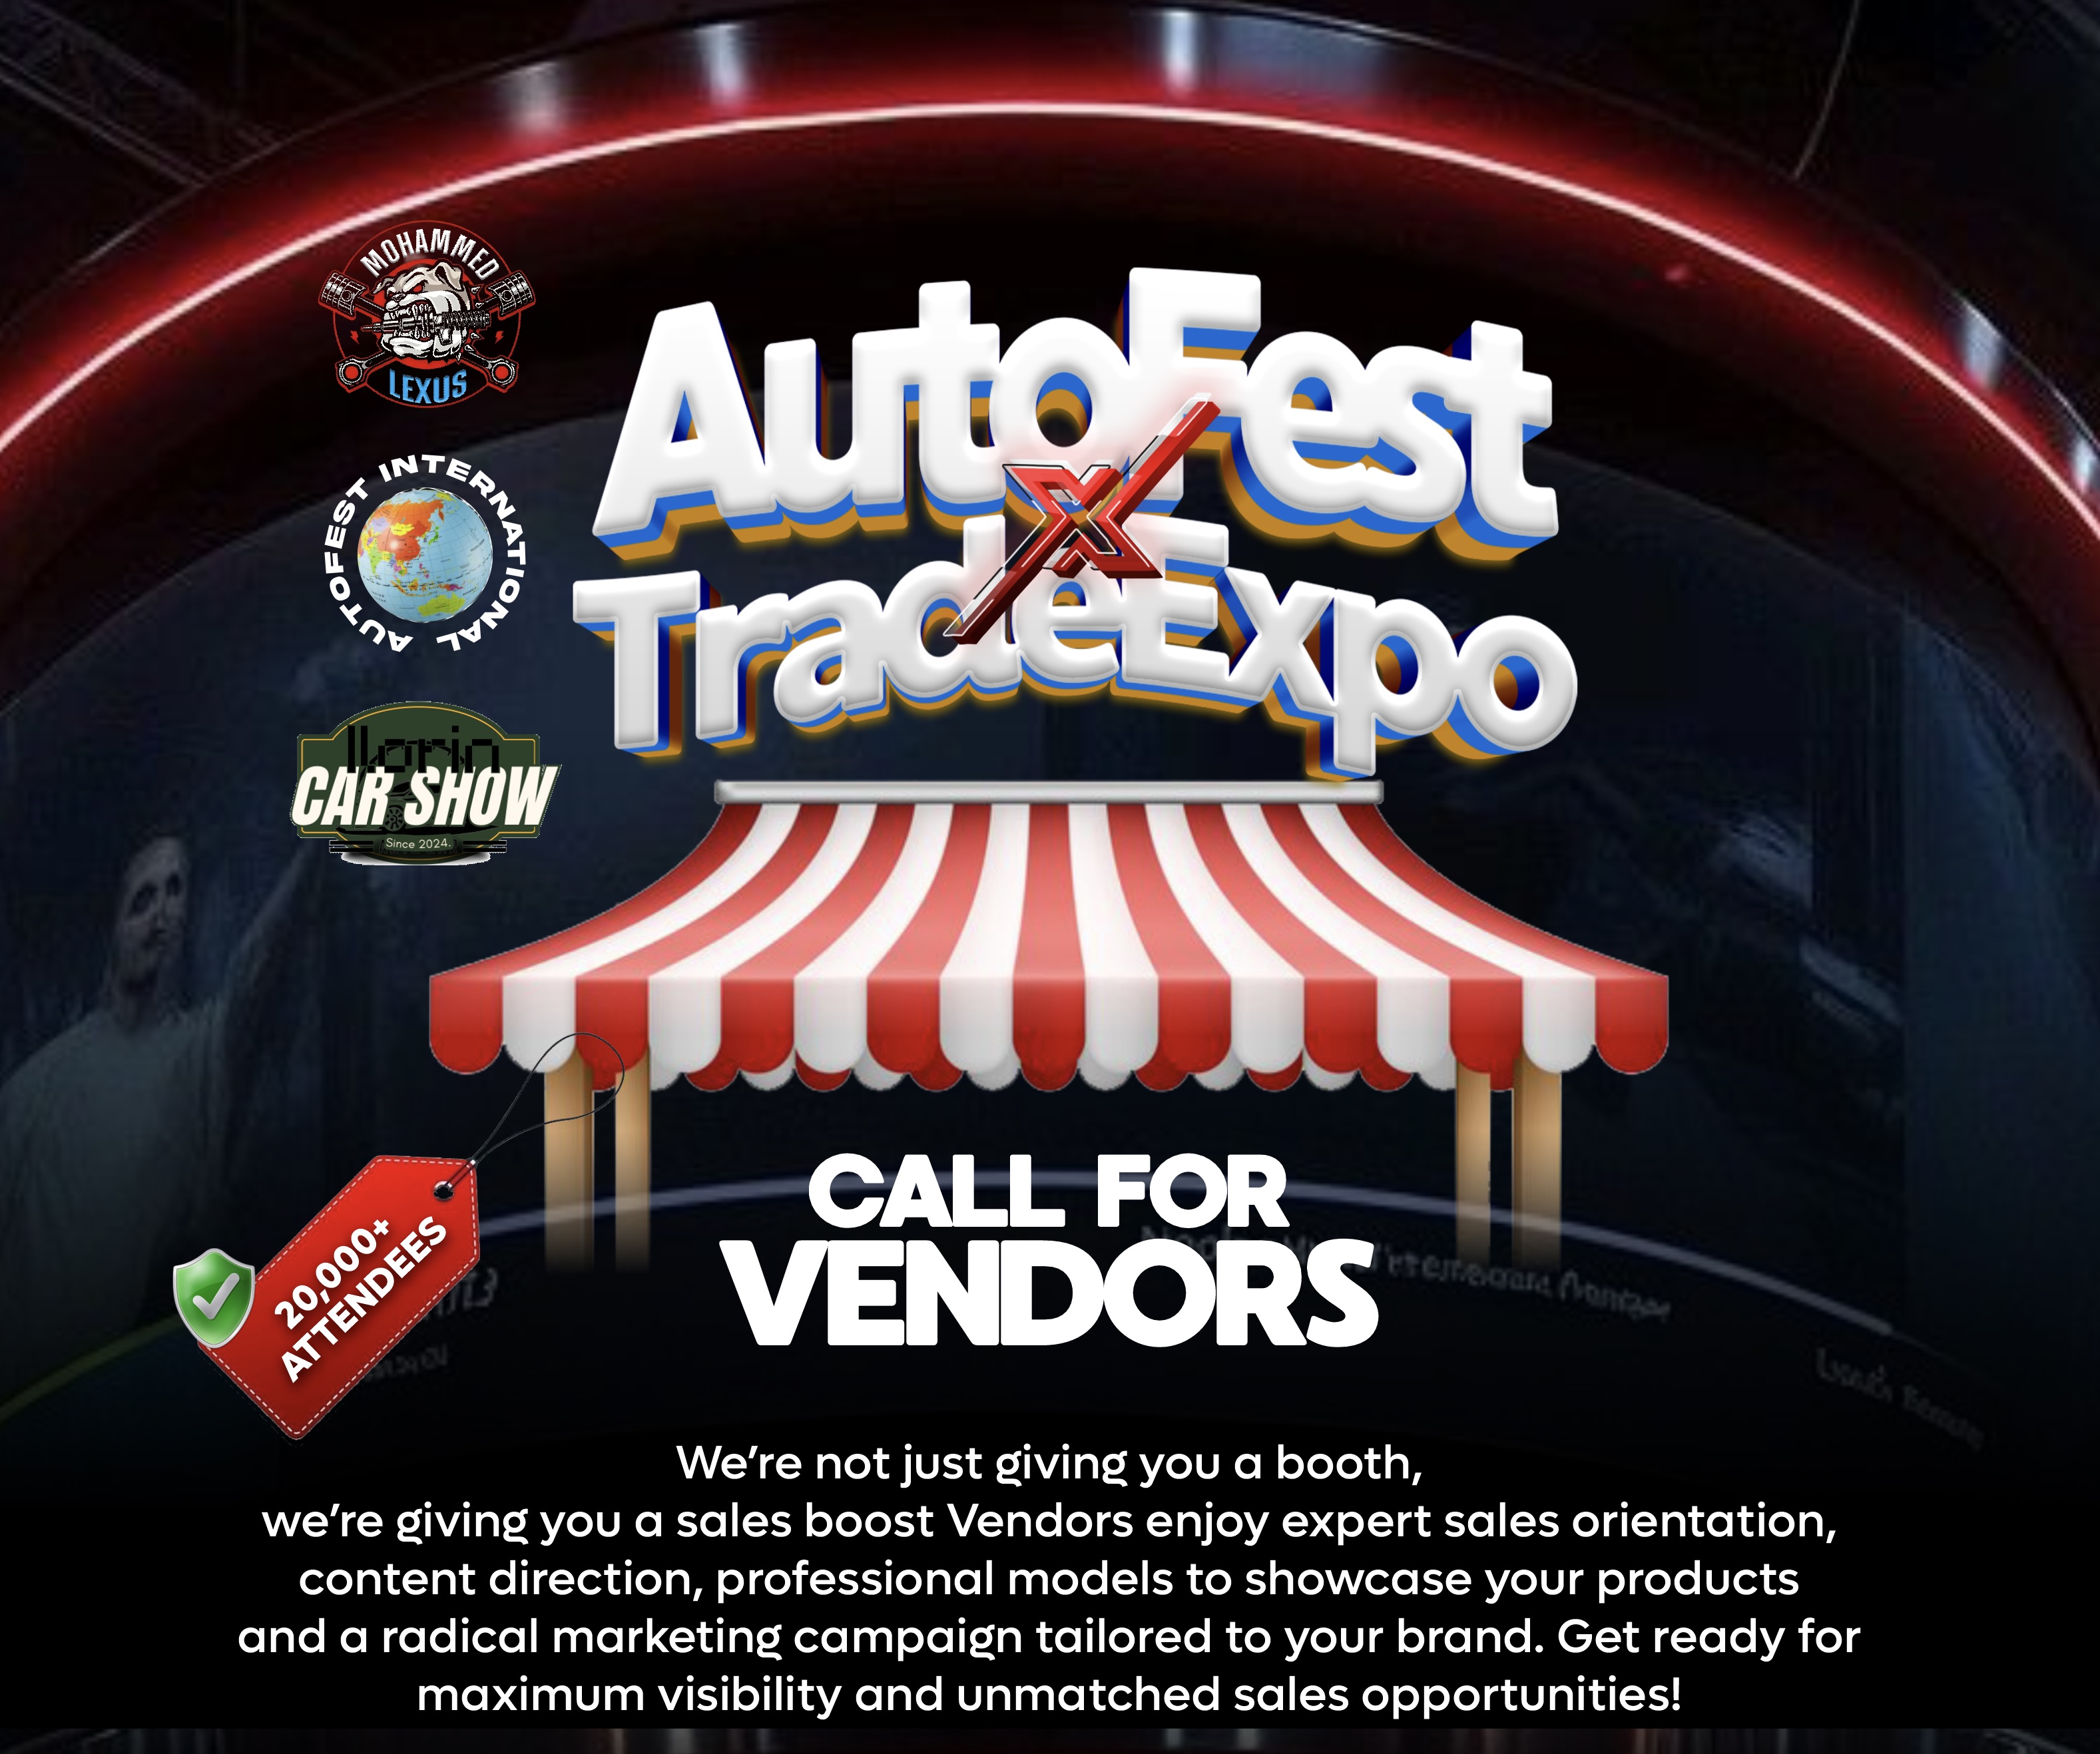 MOHAMMED
LEXUS
AUTOFEST INTERNATIONAL
Ilorin
CAR SHOW
Since 2024.
AutoFest
X
TradeExpo
20,000+
ATTENDEES
CALL FOR
VENDORS
We're not just giving you a booth,
we're giving you a sales boost Vendors enjoy expert sales orientation,
content direction, professional models to showcase your products
and a radical marketing campaign tailored to your brand. Get ready for
maximum visibility and unmatched sales opportunities!